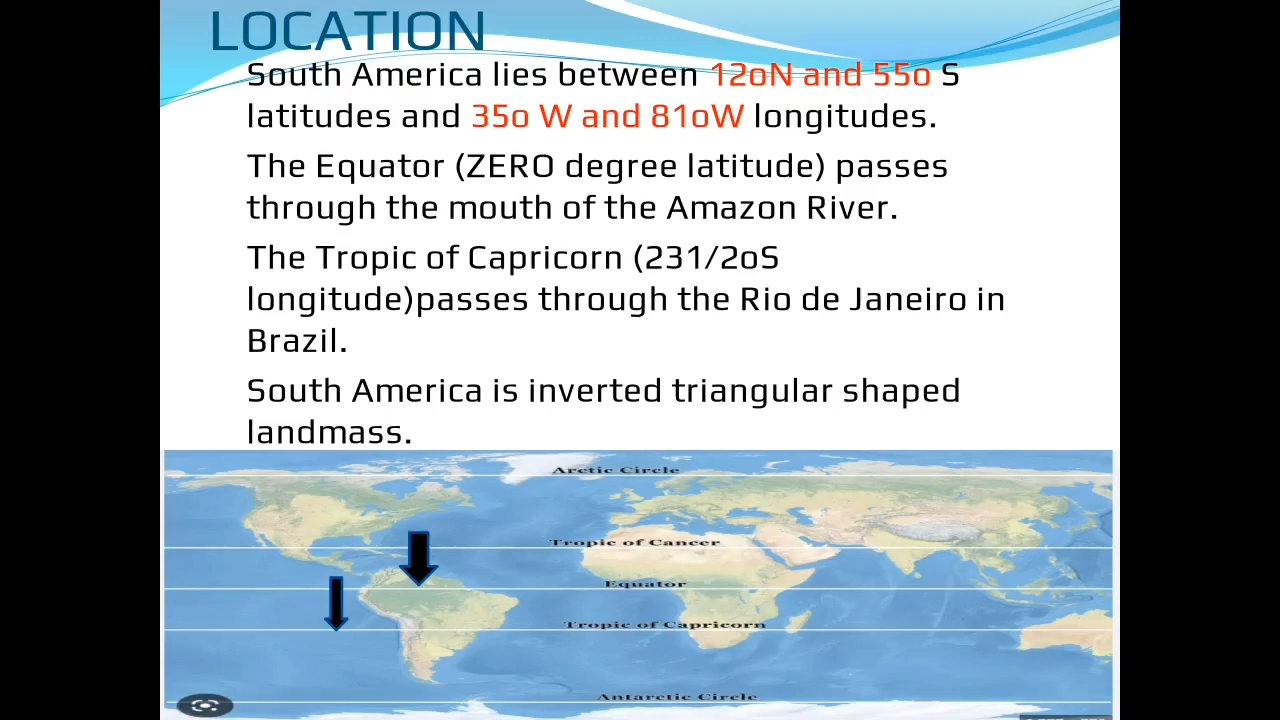 LOCATION
South America lies between 12oN and 55o S
latitudes and 35o W and 81oW longitudes.
The Equator (ZERO degree latitude) passes
through the mouth of the Amazon River.
The Tropic of Capricorn (231/2oS
longitude)passes through the Rio de Janeiro in
Brazil.
South America is inverted triangular shaped
landmass.
Arctic Circle
Tropic of Cancer
Equator
Tropic of Capricorn
Antarctic Circle